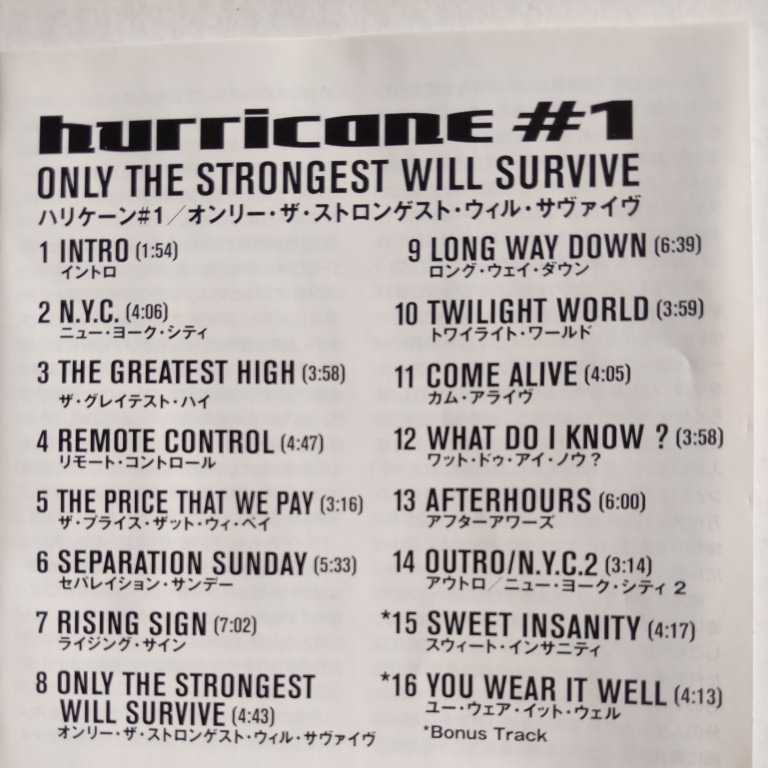 hurricane #1
ONLY THE STRONGEST WILL SURVIVE
ハリケーン#1／オンリー・ザ・ストロンゲスト・ウィル・サヴァイヴ
1 INTRO (1:54)
イントロ
2 N.Y.C. (4:06)
ニュー・ヨーク・シティ
3 THE GREATEST HIGH (3:58)
ザ・グレイテスト・ハイ
4 REMOTE CONTROL (4:47)
リモート・コントロール
5 THE PRICE THAT WE PAY (3:16)
ザ・プライス・ザット・ウィ・ペイ
6 SEPARATION SUNDAY (5:33)
セパレイション・サンデー
7 RISING SIGN (7:02)
ライジング・サイン
8 ONLY THE STRONGEST
WILL SURVIVE (4:43)
オンリー・ザ・ストロンゲスト・ウィル・サヴァイヴ
9 LONG WAY DOWN (6:39)
ロング・ウェイ・ダウン
10 TWILIGHT WORLD (3:59)
トワイライト・ワールド
11 COME ALIVE (4:05)
カム・アライヴ
12 WHAT DO I KNOW ? (3:58)
ワット・ドゥ・アイ・ノウ？
13 AFTERHOURS (6:00)
アフターアワーズ
14 OUTRO/N.Y.C.2 (3:14)
アウトロ／ニュー・ヨーク・シティ 2
*15 SWEET INSANITY (4:17)
スウィート・インサニティ
*16 YOU WEAR IT WELL (4:13)
ユー・ウェア・イット・ウェル
*Bonus Track